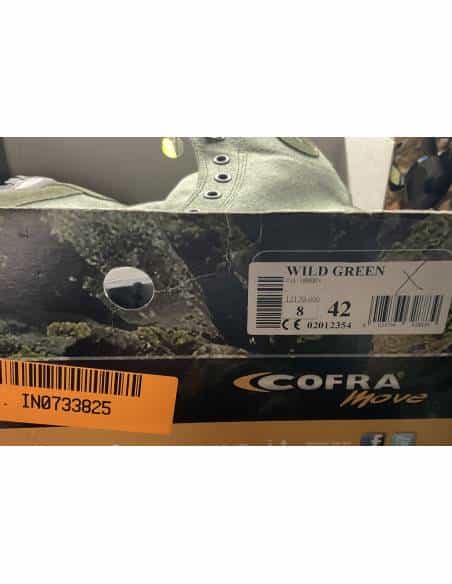 WILD GREEN
8
42
CE 02012354
COFRA®
move
IN0733825
f